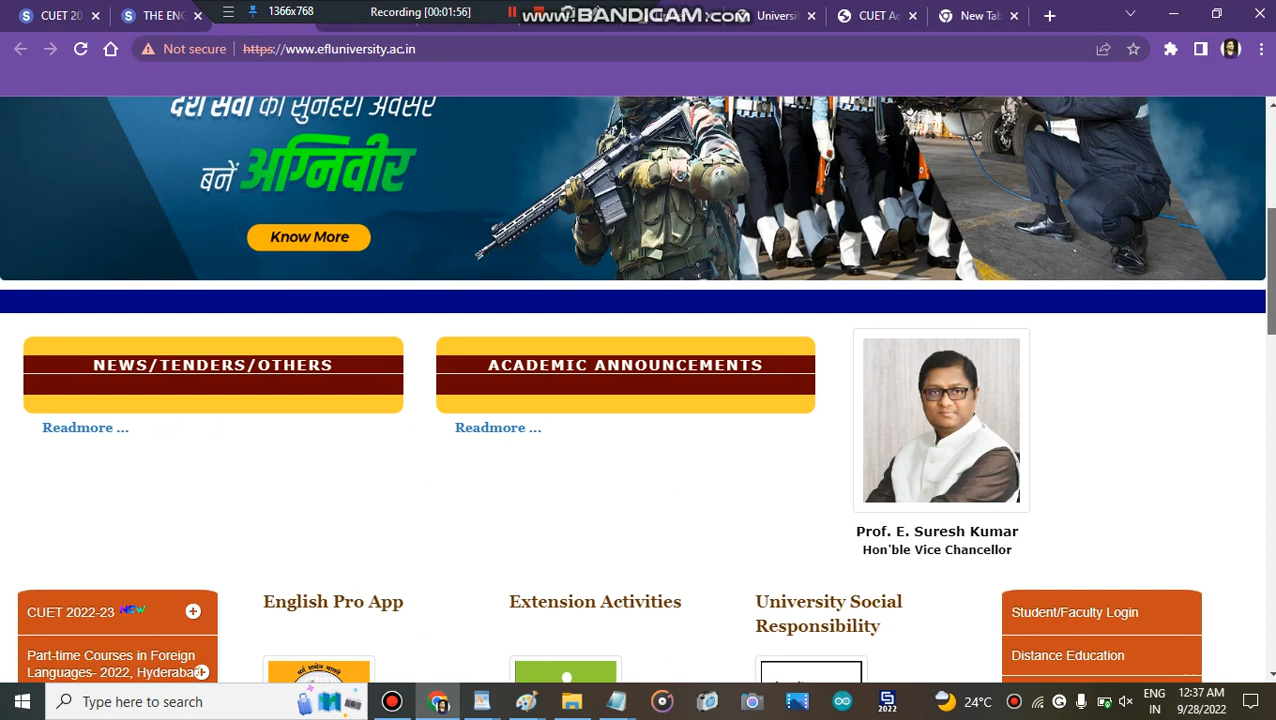 1366x768
Recording [00:01:56]
www.BANDICAM.com
CUET 20
THE EN
Universi
CUET Ac
New Tab
Not secure
https://www.efluniversity.ac.in
देश सेवा का सुनहरा अवसर
बनें अग्निवीर
Know More
NEWS/TENDERS/OTHERS
ACADEMIC ANNOUNCEMENTS
Readmore ...
Readmore ...
Prof. E. Suresh Kumar
Hon'ble Vice Chancellor
CUET 2022-23 NEW
English Pro App
Extension Activities
University Social
Responsibility
Student/Faculty Login
Part-time Courses in Foreign
Languages- 2022, Hyderabad
Distance Education
Type here to search
2022
24°C
ENG
IN
12:37 AM
9/28/2022